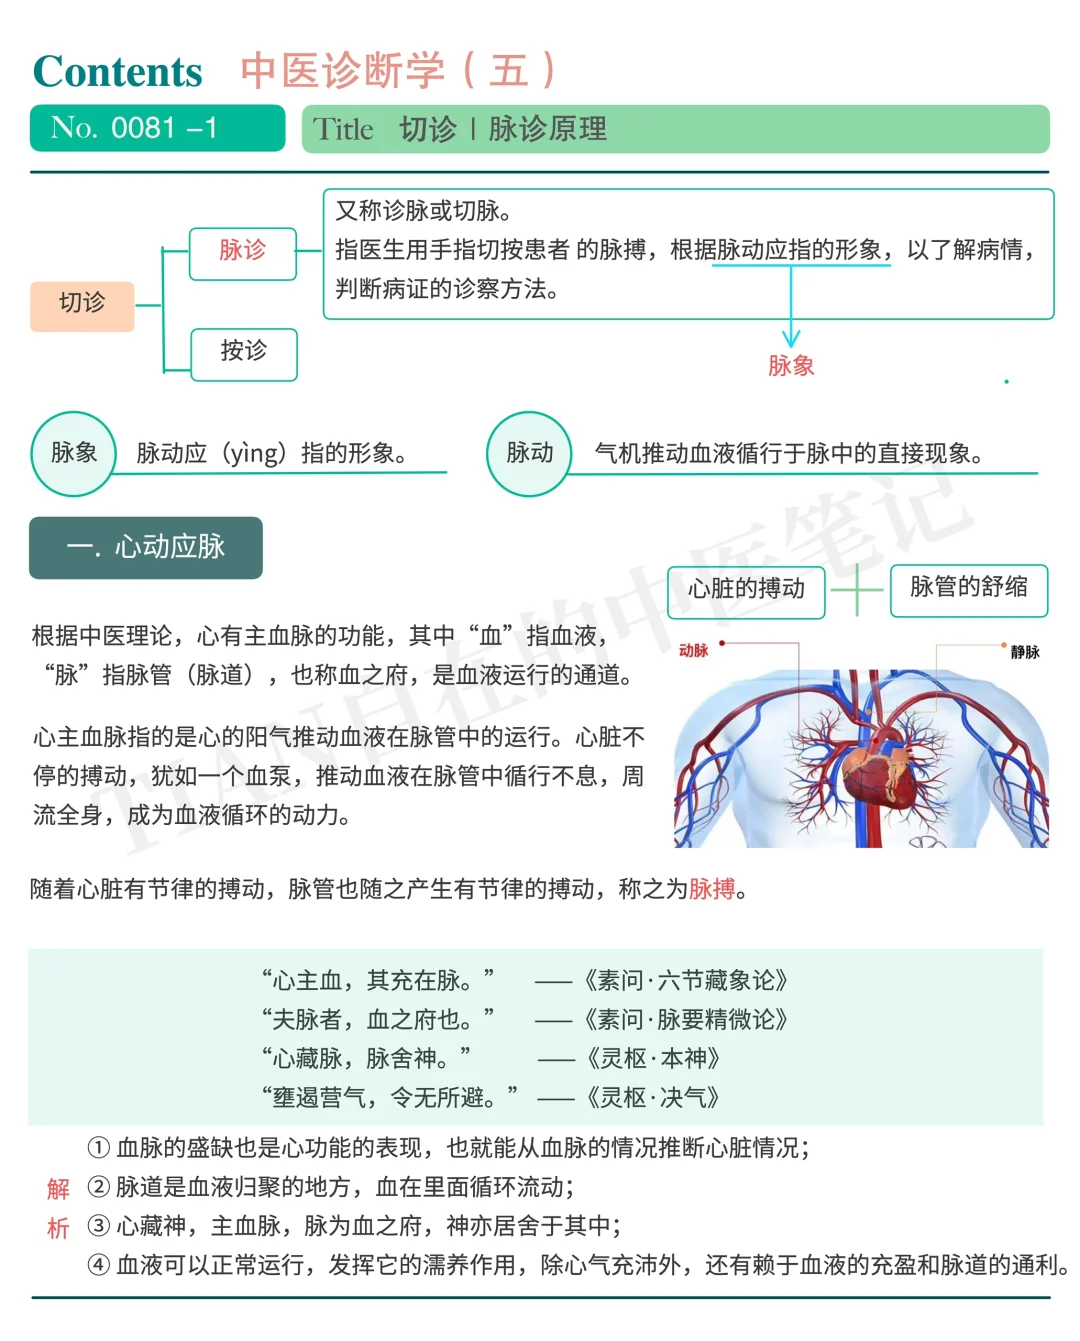 Contents 中医诊断学（五）
No. 0081 –1
Title 切诊 | 脉诊原理
又称诊脉或切脉。
脉诊
指医生用手指切按患者 的脉搏，根据脉动应指的形象，以了解病情，
判断病证的诊察方法。
切诊
按诊
脉象
脉象 脉动应（yìng）指的形象。
脉动 气机推动血液循行于脉中的直接现象。
一. 心动应脉
心脏的搏动
脉管的舒缩
根据中医理论，心有主血脉的功能，其中“血”指血液，
“脉”指脉管（脉道），也称血之府，是血液运行的通道。
动脉
静脉
心主血脉指的是心的阳气推动血液在脉管中的运行。心脏不
停的搏动，犹如一个血泵，推动血液在脉管中循行不息，周
流全身，成为血液循环的动力。
随着心脏有节律的搏动，脉管也随之产生有节律的搏动，称之为脉搏。
“心主血，其充在脉。” ——《素问·六节藏象论》
“夫脉者，血之府也。” ——《素问·脉要精微论》
“心藏脉，脉舍神。” ——《灵枢·本神》
“壅遏营气，令无所避。” ——《灵枢·决气》
解析
① 血脉的盛缺也是心功能的表现，也就能从血脉的情况推断心脏情况；
② 脉道是血液归聚的地方，血在里面循环流动；
③ 心藏神，主血脉，脉为血之府，神亦居舍于其中；
④ 血液可以正常运行，发挥它的濡养作用，除心气充沛外，还有赖于血液的充盈和脉道的通利。
TIAN自在的中医笔记